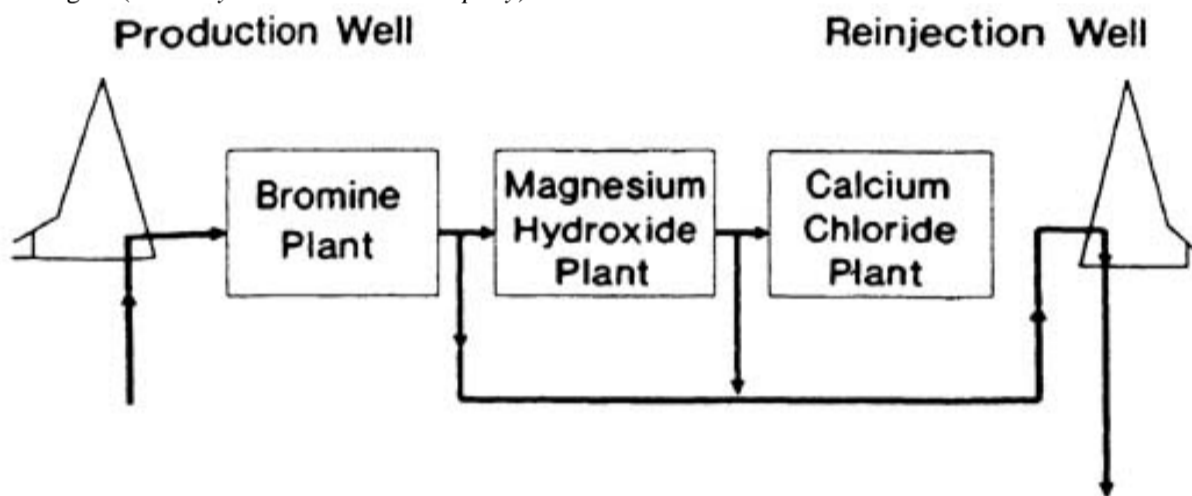 Production Well
Reinjection Well
Bromine
Plant
Magnesium
Hydroxide
Plant
Calcium
Chloride
Plant